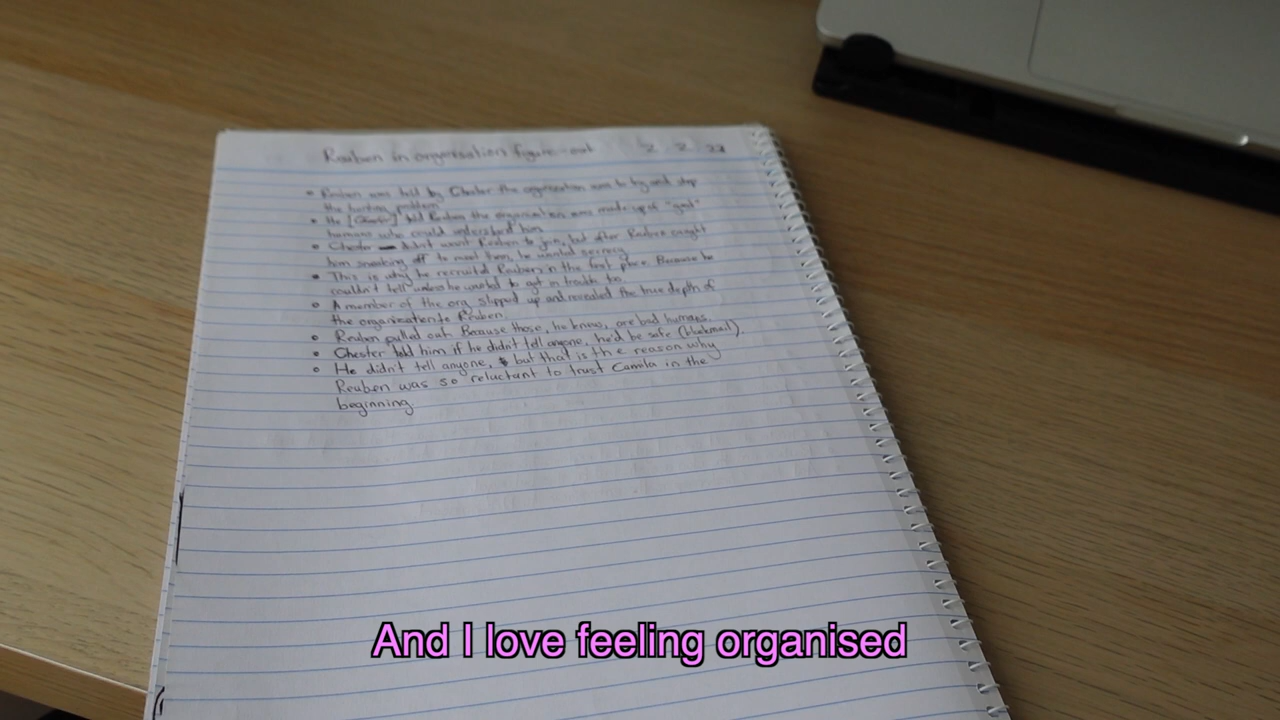 Reuben in organisation figure-out 2 2 22
• Reuben was told by Chester the organisation was to try and stop
the hunting problem
• He [Chester] told Reuben the organisation was made up of "good"
humans who could understand him
• Chester didn't want Reuben to join, but after Reuben caught
him sneaking off to meet them, he wanted secrecy
• This is why he recruited Reuben in the first place. Because he
couldn't tell unless he wanted to get in trouble too
• A member of the org slipped up and revealed the true depth of
the organisation to Reuben.
• Reuben pulled out. Because those, he knows, are bad humans
• Chester told him if he didn't tell anyone, he'd be safe (blackmail).
• He didn't tell anyone, but that is the reason why
Reuben was so reluctant to trust Camila in the
beginning.
And I love feeling organised